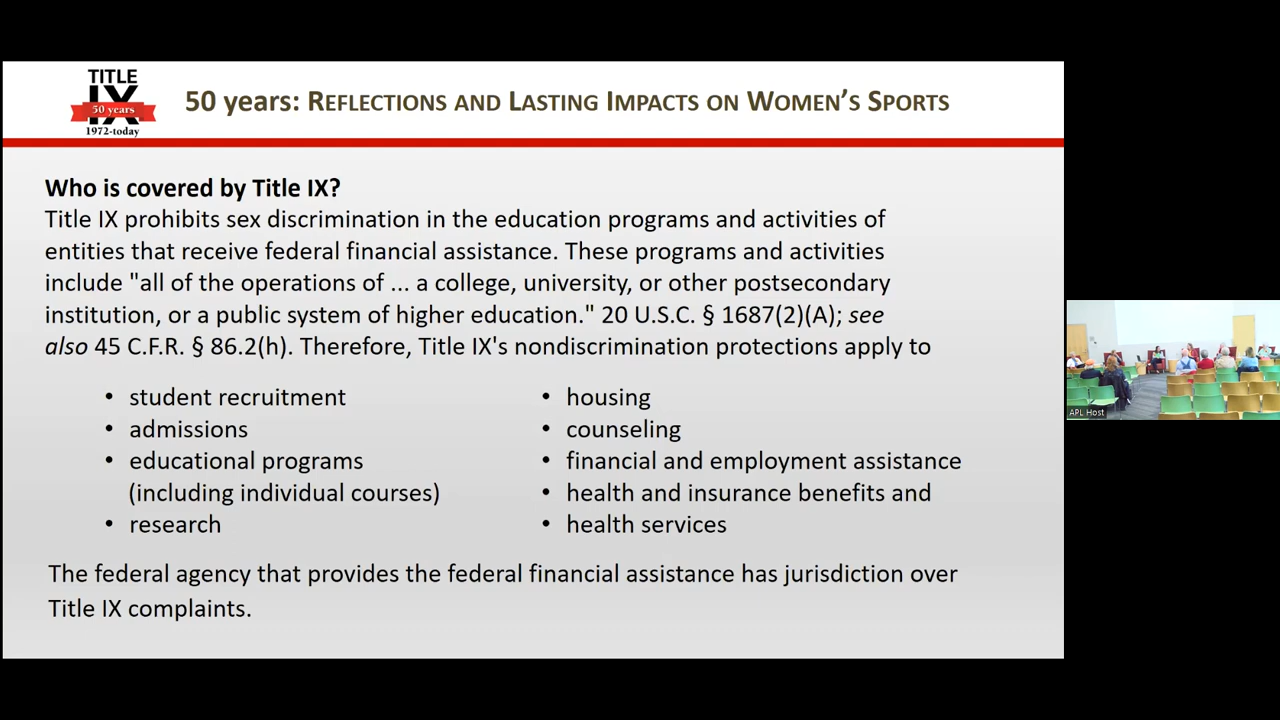 TITLE
IX
50 years
1972-today
50 years: REFLECTIONS AND LASTING IMPACTS ON WOMEN'S SPORTS
Who is covered by Title IX?
Title IX prohibits sex discrimination in the education programs and activities of
entities that receive federal financial assistance. These programs and activities
include "all of the operations of ... a college, university, or other postsecondary
institution, or a public system of higher education." 20 U.S.C. § 1687(2)(A); see
also 45 C.F.R. § 86.2(h). Therefore, Title IX's nondiscrimination protections apply to
• student recruitment
• admissions
• educational programs
(including individual courses)
• research
• housing
• counseling
• financial and employment assistance
• health and insurance benefits and
• health services
The federal agency that provides the federal financial assistance has jurisdiction over
Title IX complaints.
APL Host